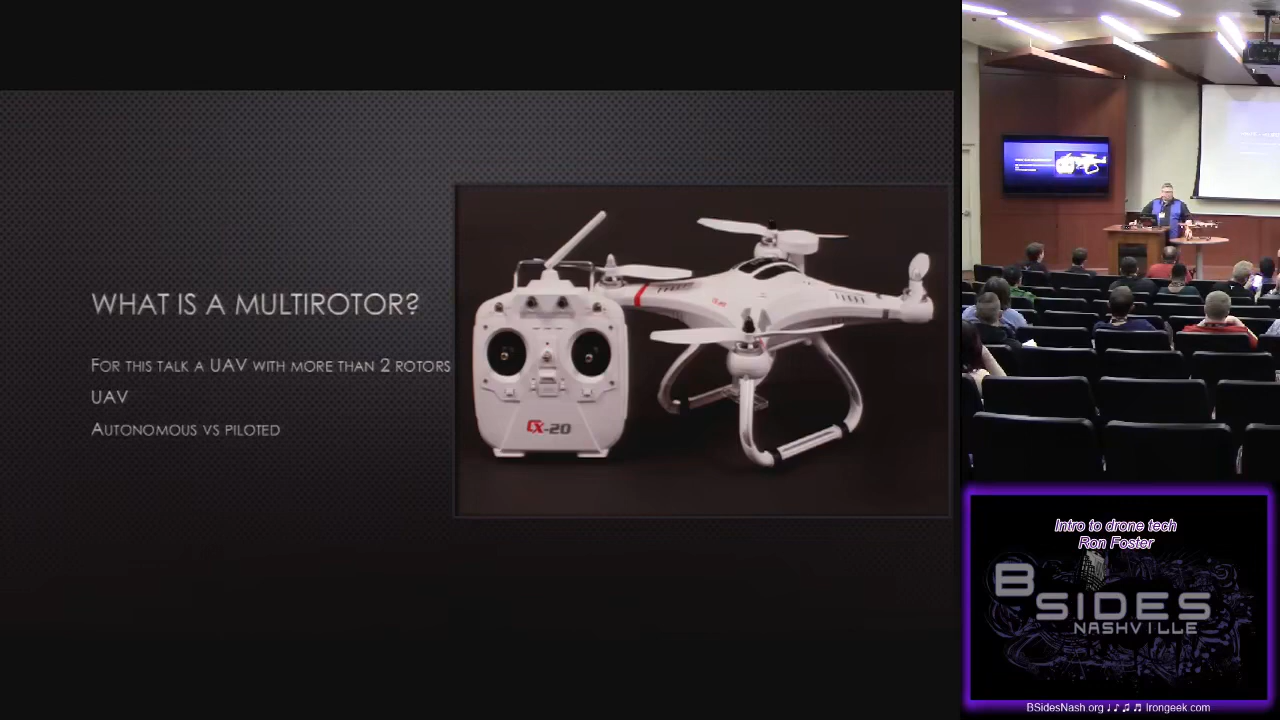 WHAT IS A MULTIROTOR?
FOR THIS TALK A UAV WITH MORE THAN 2 ROTORS
UAV
AUTONOMOUS VS PILOTED
CX-20
Intro to drone tech
Ron Foster
BSIDES
NASHVILLE
BSidesNash.org ♩ ♪ ♫ ♬ Irongeek.com